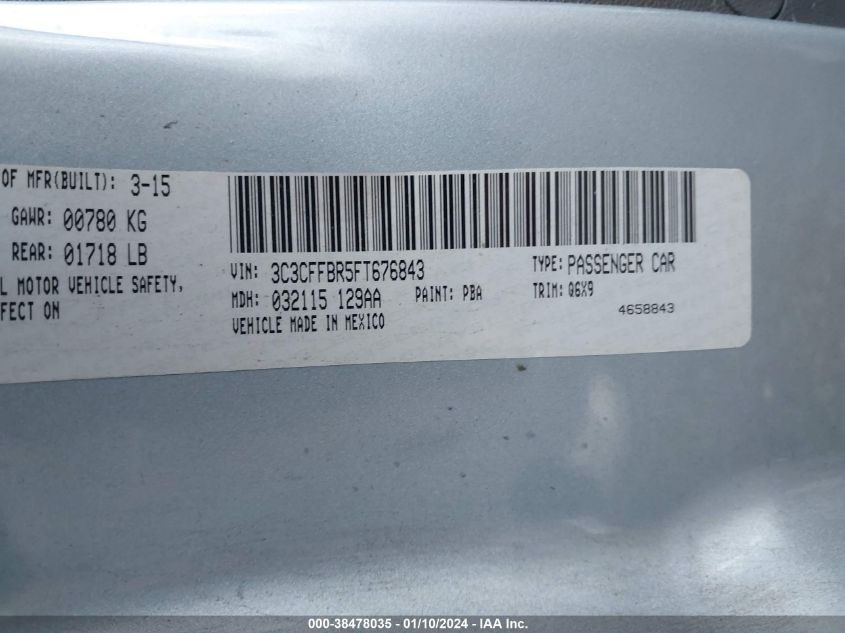 OF MFR(BUILT): 3-15
GAWR: 00780 KG
REAR: 01718 LB
L MOTOR VEHICLE SAFETY,
FECT ON
VIN: 3C3CFFBR5FT676843
TYPE: PASSENGER CAR
MDH: 032115 129AA
PAINT: PBA
TRIM: Q6X9
VEHICLE MADE IN MEXICO
4658843
000-38478035 - 01/10/2024 - IAA Inc.